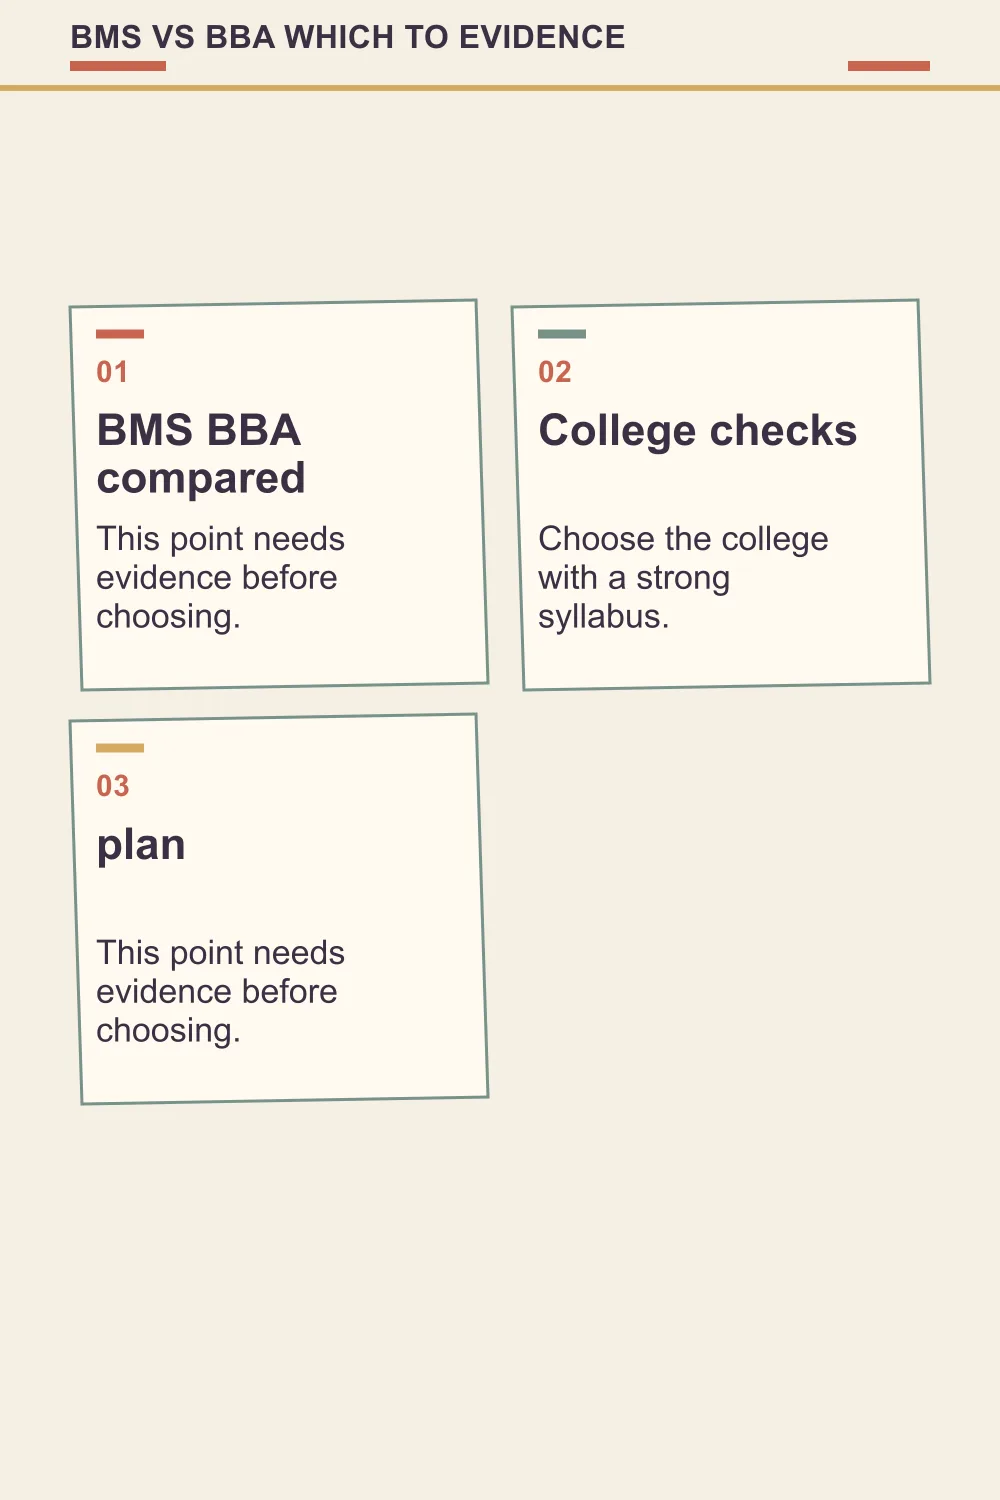 BMS VS BBA WHICH TO EVIDENCE
01
BMS BBA
compared
This point needs
evidence before
choosing.
02
College checks
Choose the college
with a strong
syllabus.
03
plan
This point needs
evidence before
choosing.